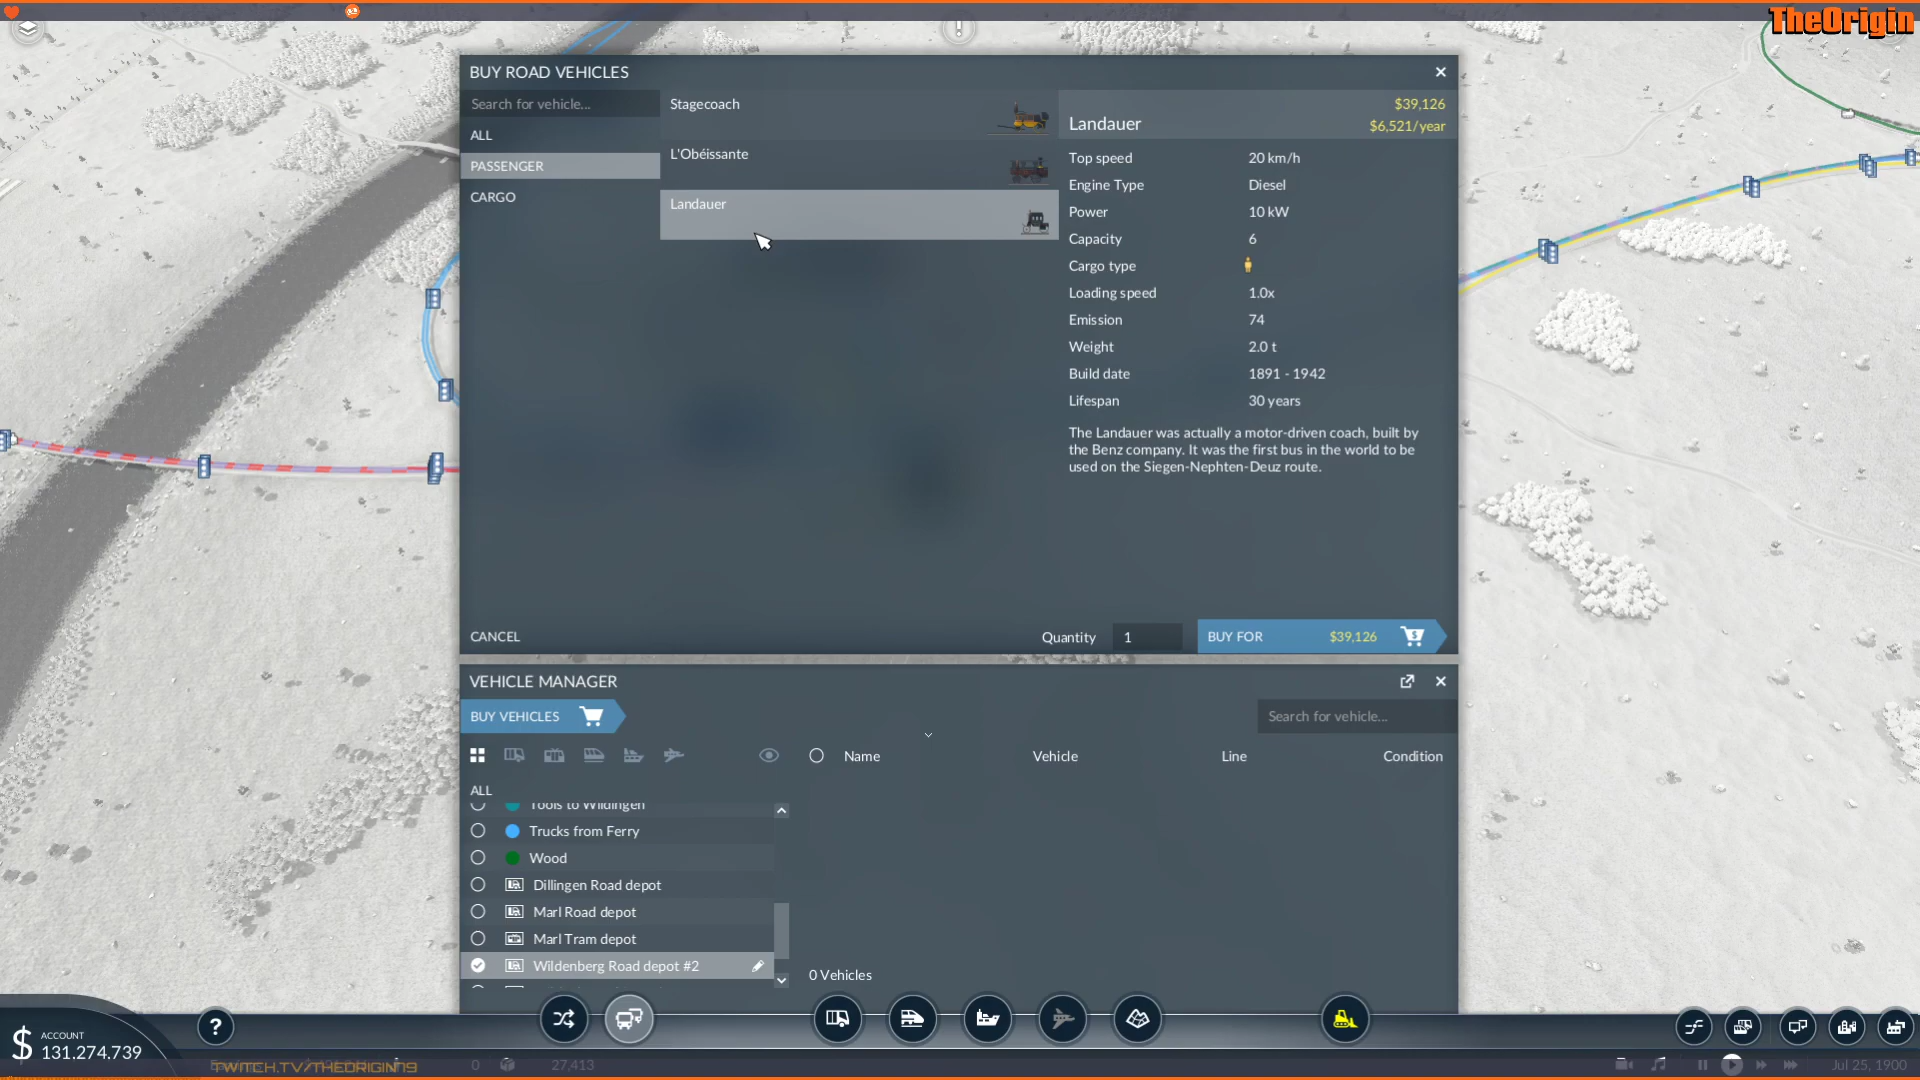 TheOrigin
BUY ROAD VEHICLES
Search for vehicle...
ALL
PASSENGER
CARGO
Stagecoach
L'Obéissante
Landauer
Landauer
$39,126
$6,521/year
Top speed 20 km/h
Engine Type Diesel
Power 10 kW
Capacity 6
Cargo type
Loading speed 1.0x
Emission 74
Weight 2.0 t
Build date 1891 - 1942
Lifespan 30 years
The Landauer was actually a motor-driven coach, built by
the Benz company. It was the first bus in the world to be
used on the Siegen-Nephten-Deuz route.
CANCEL
Quantity 1
BUY FOR $39,126
VEHICLE MANAGER
BUY VEHICLES
Search for vehicle...
Name Vehicle Line Condition
ALL
Tools to Wildingen
Trucks from Ferry
Wood
Dillingen Road depot
Marl Road depot
Marl Tram depot
Wildenberg Road depot #2
0 Vehicles
$ ACCOUNT
131,274,739
?
TWITCH.TV/THEORIGIN79
0
27,413
Jul 25, 1900